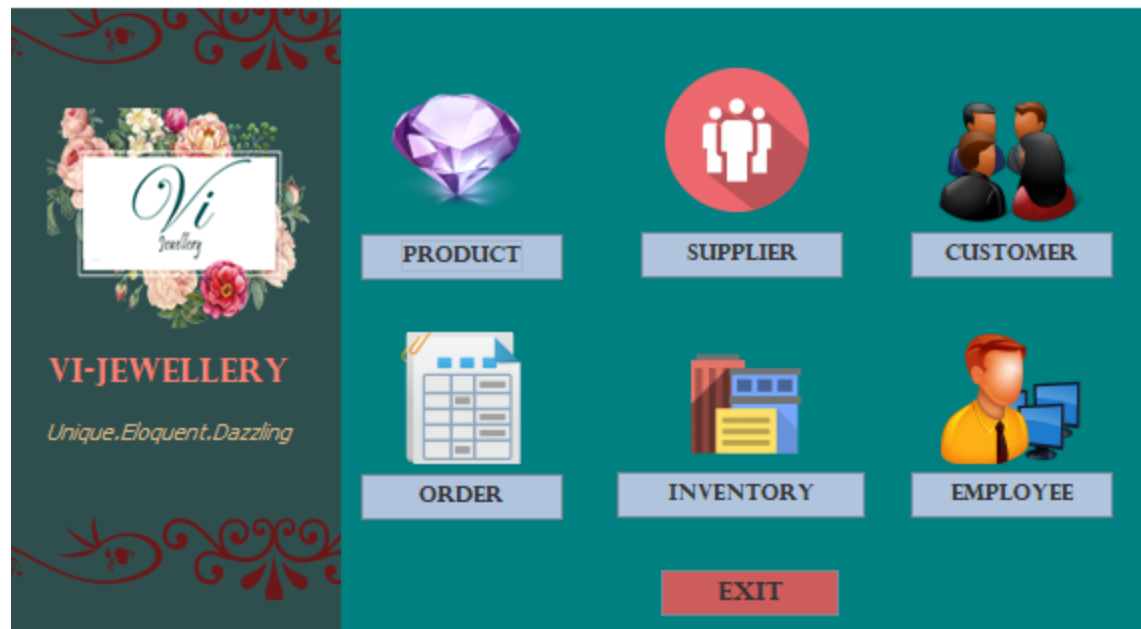 Vi
Jewellery
VI-JEWELLERY
Unique.Eloquent.Dazzling
PRODUCT
SUPPLIER
CUSTOMER
ORDER
INVENTORY
EMPLOYEE
EXIT